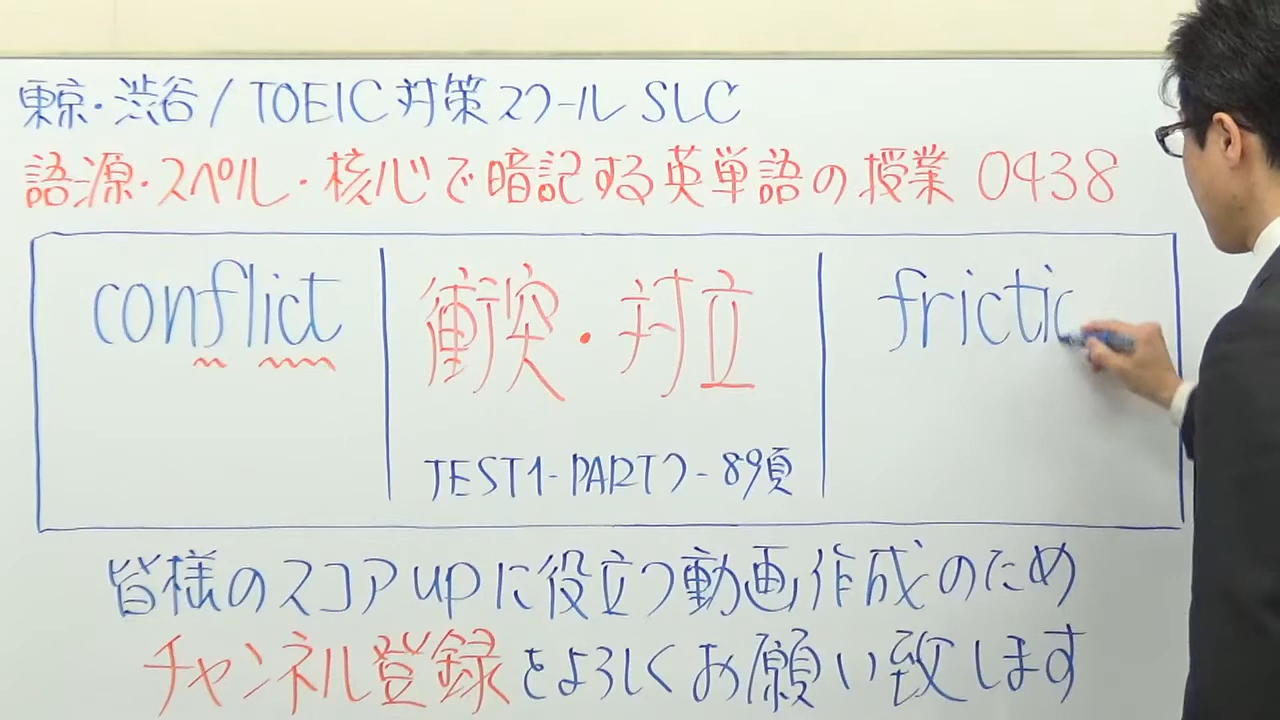 東京・渋谷/TOEIC対策スクールSLC
語源・スペル・核心で暗記する英単語の授業 0438
conflict
衝突・対立
frictic
TEST1-PART7-89頁
皆様のスコアupに役立つ動画作成のため
チャンネル登録をよろしくお願い致します